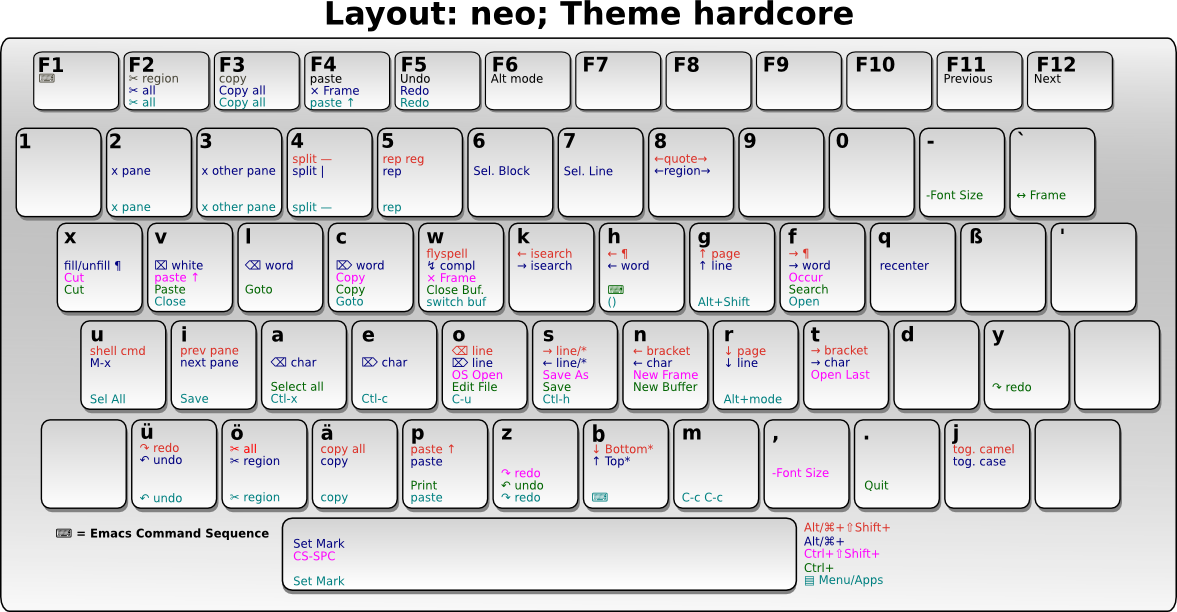 Layout: neo; Theme hardcore
F1
⌨
F2
✂ region
✂ all
✂ all
F3
copy
Copy all
Copy all
F4
paste
× Frame
paste ↑
F5
Undo
Redo
Redo
F6
Alt mode
F7
F8
F9
F10
F11
Previous
F12
Next
1
2
x pane
x pane
3
x other pane
x other pane
4
split —
split |
split —
5
rep reg
rep
rep
6
Sel. Block
7
Sel. Line
8
←quote→
←region→
9
0
-
-Font Size
`
↔ Frame
x
fill/unfill ¶
Cut
Cut
v
⌧ white
paste ↑
Paste
Close
l
⌫ word
Goto
c
⌦ word
Copy
Copy
Goto
w
flyspell
↯ compl
× Frame
Close Buf.
switch buf
k
← isearch
→ isearch
h
← ¶
← word
⌨
()
g
↑ page
↑ line
Alt+Shift
f
→ ¶
→ word
Occur
Search
Open
q
recenter
ß
'
u
shell cmd
M-x
Sel All
i
prev pane
next pane
Save
a
⌫ char
Select all
Ctl-x
e
⌦ char
Ctl-c
o
⌫ line
⌦ line
OS Open
Edit File
C-u
s
→ line/*
← line/*
Save As
Save
Ctl-h
n
← bracket
← char
New Frame
New Buffer
r
↓ page
↓ line
Alt+mode
t
→ bracket
→ char
Open Last
d
y
↷ redo
ü
↷ redo
↶ undo
↶ undo
ö
✂ all
✂ region
✂ region
ä
copy all
copy
copy
p
paste ↑
paste
Print
paste
z
↷ redo
↶ undo
↷ redo
b
↓ Bottom*
↑ Top*
⌨
m
C-c C-c
,
-Font Size
.
Quit
j
tog. camel
tog. case
⌨ = Emacs Command Sequence
Set Mark
CS-SPC
Set Mark
Alt/⌘+⇧Shift+
Alt/⌘+
Ctrl+⇧Shift+
Ctrl+
▤ Menu/Apps